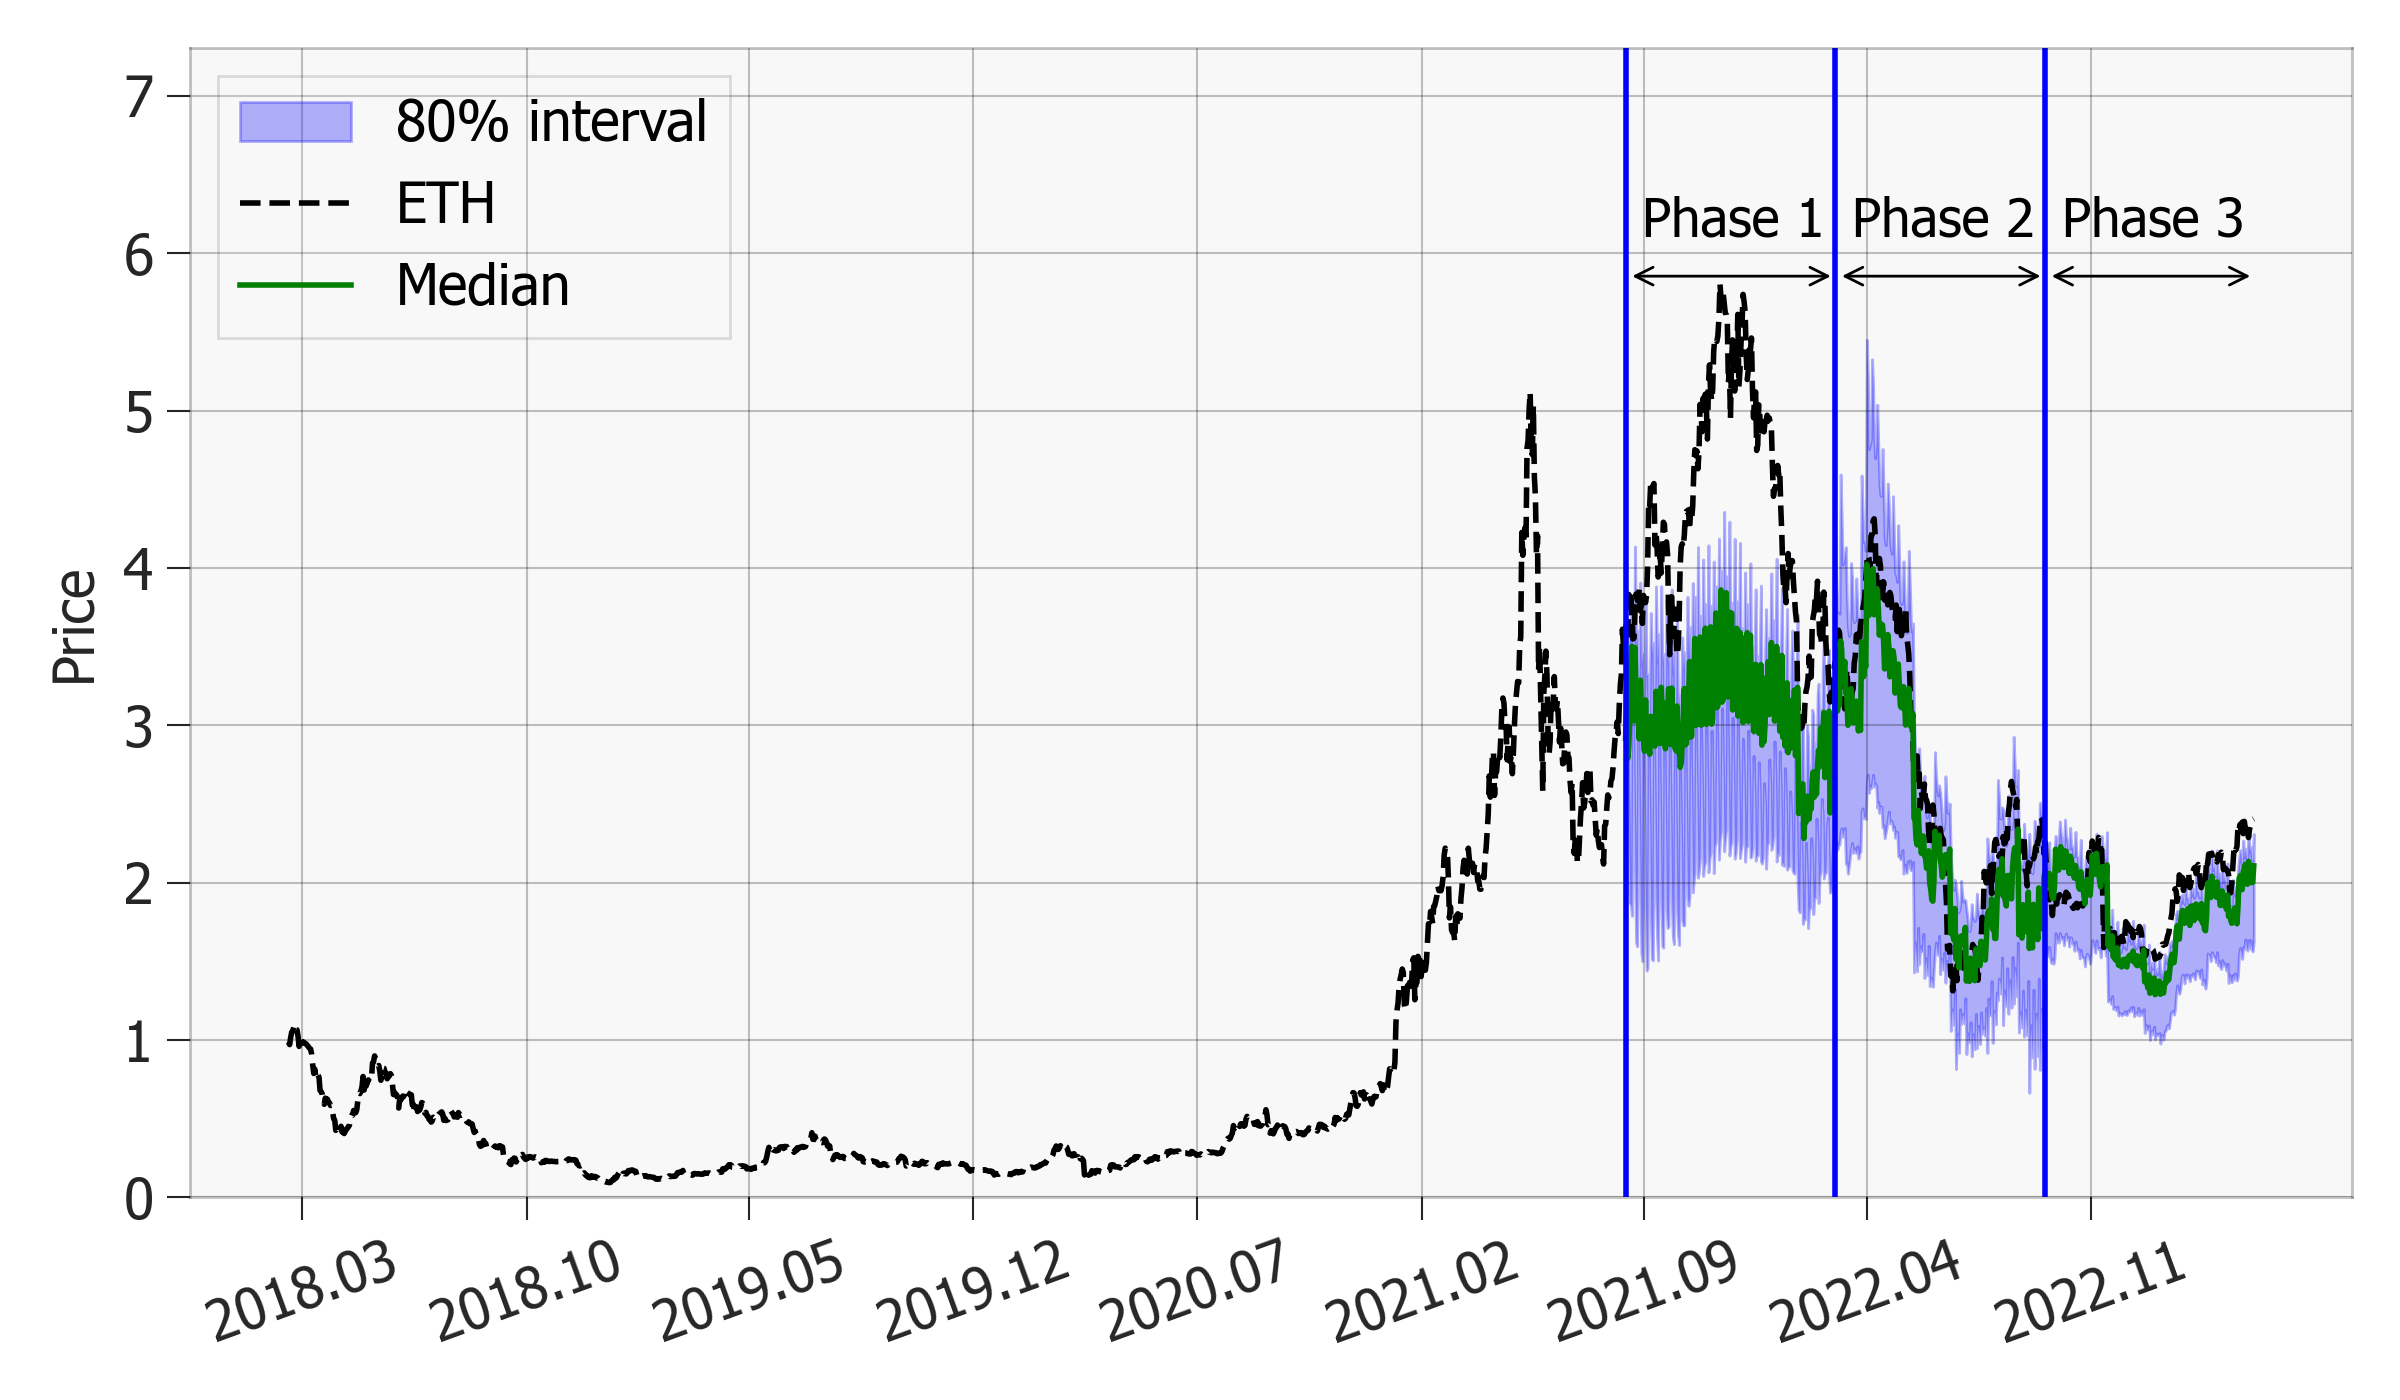 80% interval
ETH
Median
Phase 1
Phase 2
Phase 3
Price
7
6
5
4
3
2
1
0
2018.03
2018.10
2019.05
2019.12
2020.07
2021.02
2021.09
2022.04
2022.11